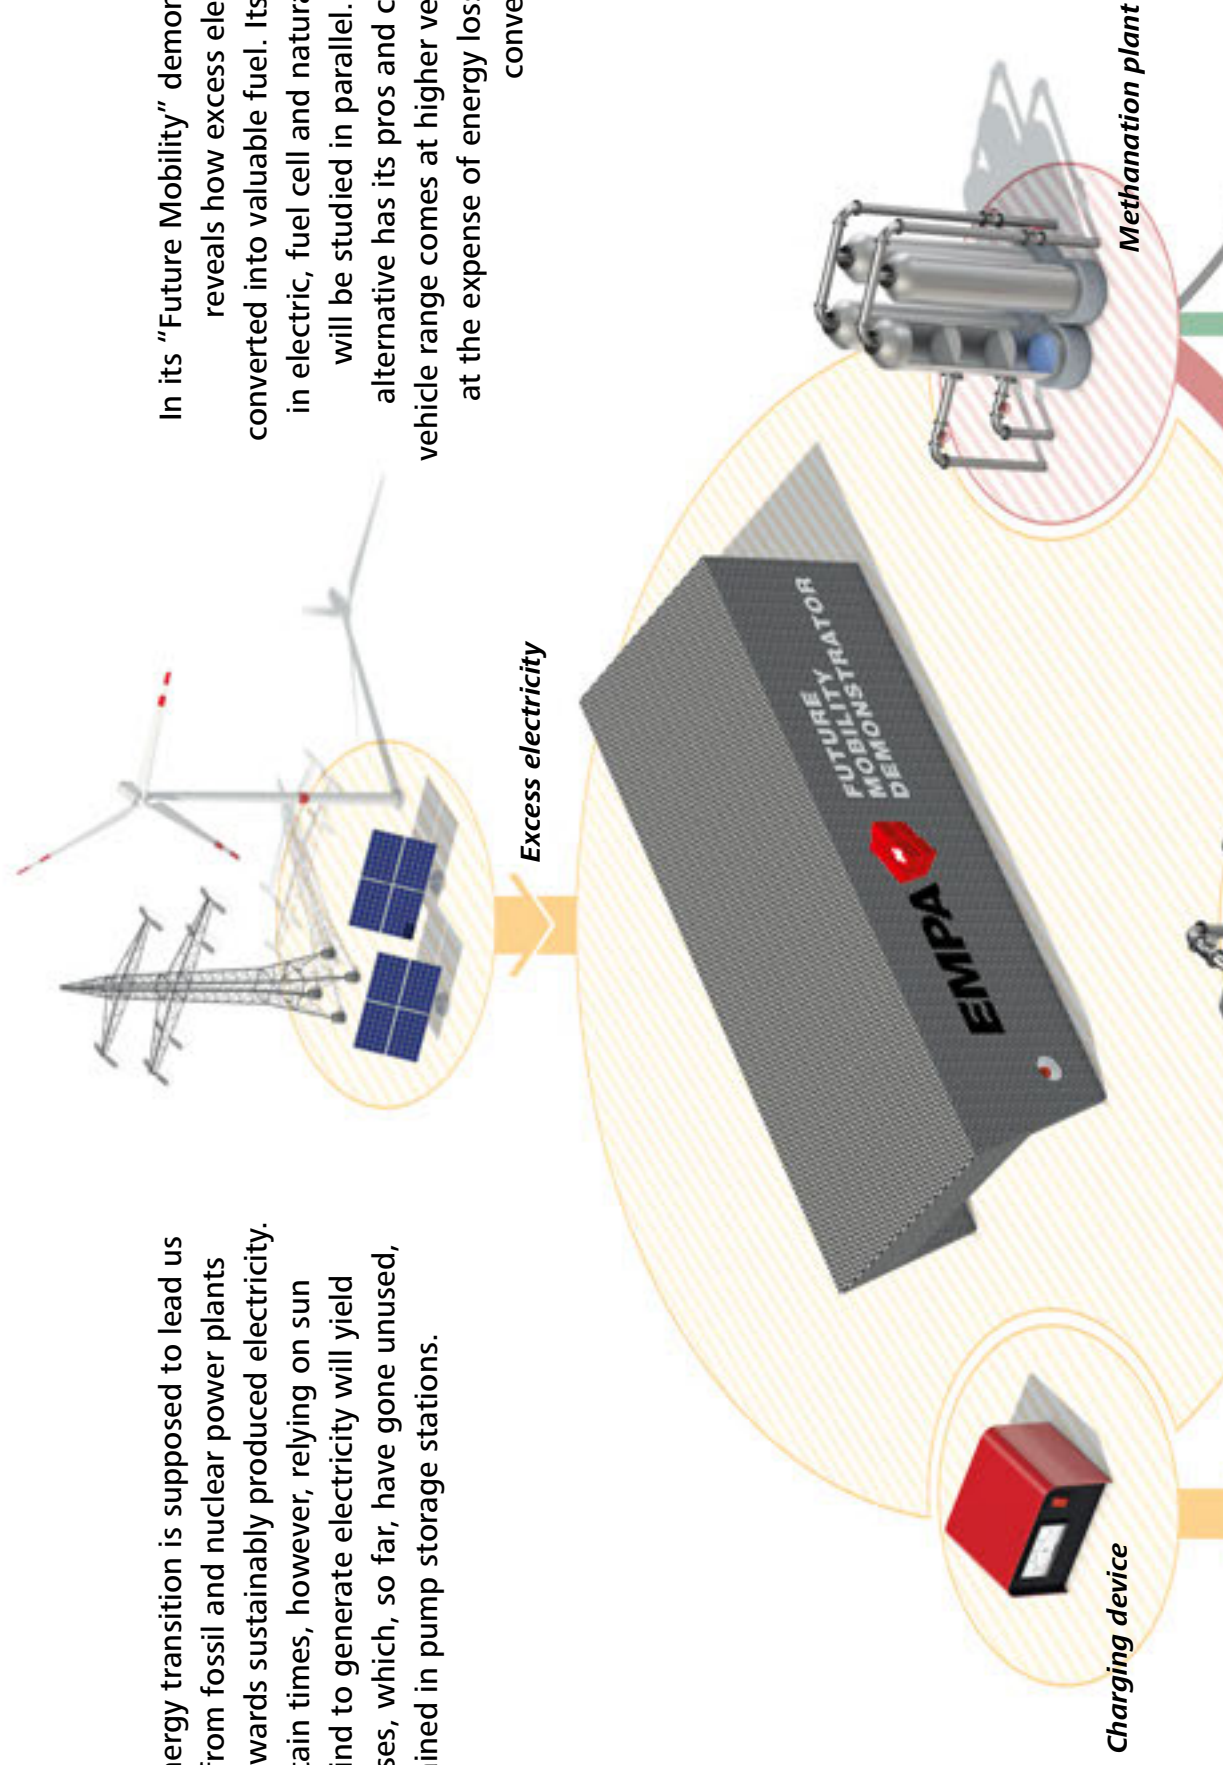 ergy transition is supposed to lead us
from fossil and nuclear power plants
wards sustainably produced electricity.
tain times, however, relying on sun
ind to generate electricity will yield
ses, which, so far, have gone unused,
ined in pump storage stations.
In its “Future Mobility” demon
reveals how excess ele
converted into valuable fuel. Its
in electric, fuel cell and natura
will be studied in parallel.
alternative has its pros and c
vehicle range comes at higher ve
at the expense of energy loss
conve
Excess electricity
FUTURE
MOBILITY
DEMONSTRATOR
EMPA
Charging device
Methanation plant